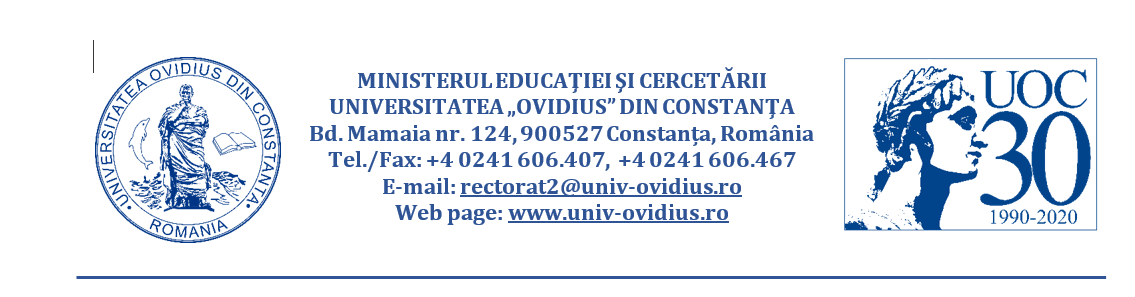 UNIVERSITATEA OVIDIUS DIN CONSTANȚA
ROMANIA
MINISTERUL EDUCAŢIEI ŞI CERCETĂRII
UNIVERSITATEA „OVIDIUS” DIN CONSTANȚA
Bd. Mamaia nr. 124, 900527 Constanța, România
Tel./Fax: +4 0241 606.407, +4 0241 606.467
E-mail: rectorat2@univ-ovidius.ro
Web page: www.univ-ovidius.ro
UOC
30
1990-2020